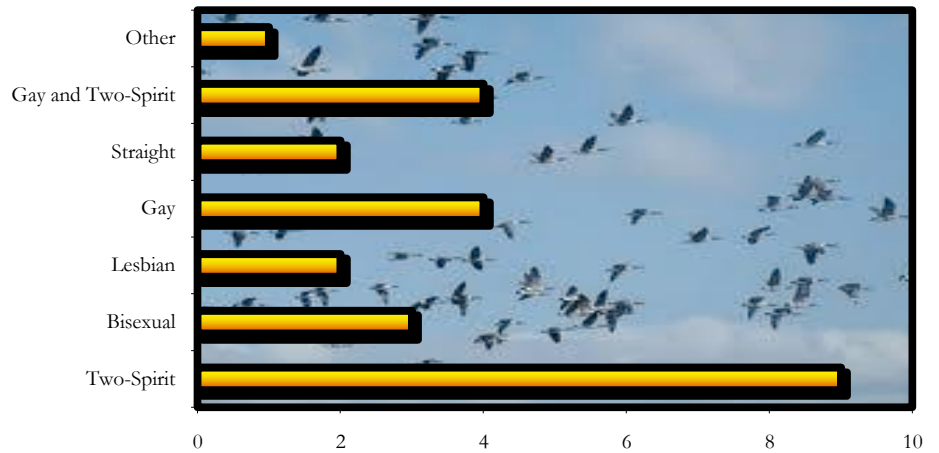 Other
Gay and Two-Spirit
Straight
Gay
Lesbian
Bisexual
Two-Spirit
0 2 4 6 8 10